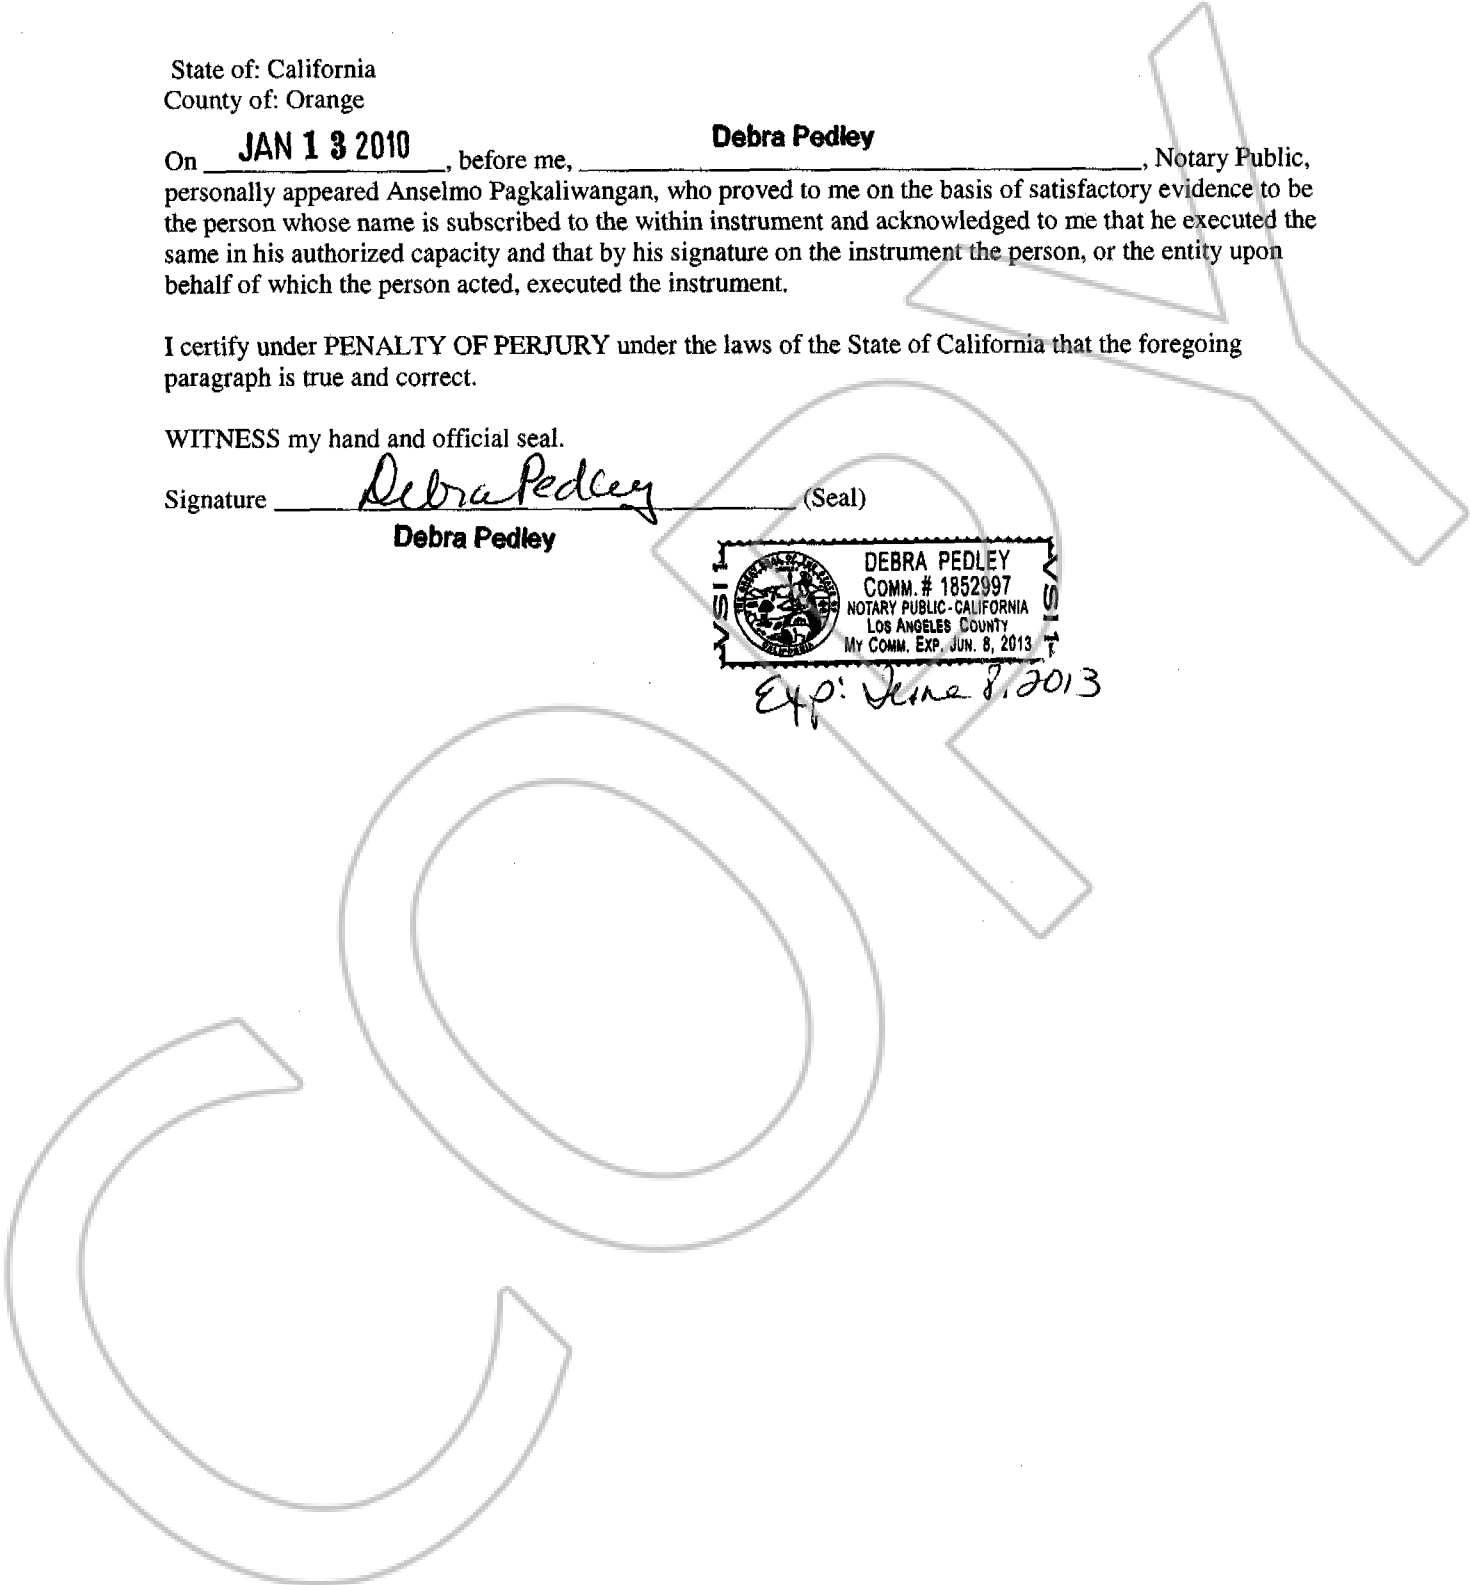 State of: California
County of: Orange
On JAN 13 2010, before me, Debra Pedley, Notary Public,
personally appeared Anselmo Pagkaliwangan, who proved to me on the basis of satisfactory evidence to be
the person whose name is subscribed to the within instrument and acknowledged to me that he executed the
same in his authorized capacity and that by his signature on the instrument the person, or the entity upon
behalf of which the person acted, executed the instrument.
I certify under PENALTY OF PERJURY under the laws of the State of California that the foregoing
paragraph is true and correct.
WITNESS my hand and official seal.
Signature Debra Pedley (Seal)
Debra Pedley
DEBRA PEDLEY
COMM. # 1852997
NOTARY PUBLIC-CALIFORNIA
LOS ANGELES COUNTY
MY COMM. EXP. JUN. 8, 2013
VSI 1
VSI 1
Exp: June 8, 2013
COPY